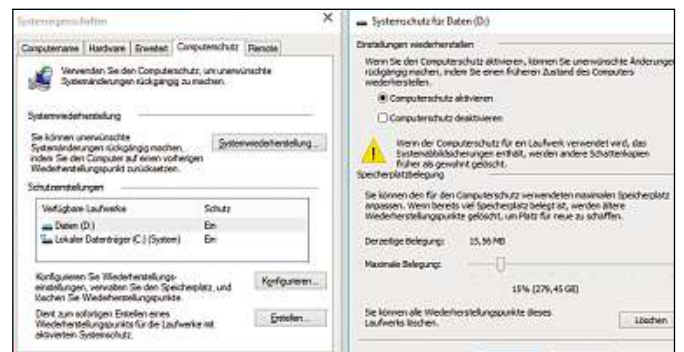 Systemeigenschaften
Computername Hardware Erweitert Computerschutz Remote
Verwenden Sie den Computerschutz, um unerwünschte
Systemänderungen rückgängig zu machen.
Systemwiederherstellung
Sie können unerwünschte
Systemänderungen rückgängig machen,
indem Sie den Computer auf einen vorherigen
Wiederherstellungspunkt zurücksetzen.
Systemwiederherstellung...
Schutzeinstellungen
Verfügbare Laufwerke Schutz
Daten (D:) Ein
Lokaler Datenträger (C:) (System) Ein
Konfigurieren Sie Wiederherstellungs-
einstellungen, verwalten Sie den Speicherplatz, und
löschen Sie Wiederherstellungspunkte.
Konfigurieren...
Dient zum sofortigen Erstellen eines
Wiederherstellungspunkts für die Laufwerke mit
aktiviertem Systemschutz.
Erstellen...
Systemschutz für Daten (D:)
Einstellungen wiederherstellen
Wenn Sie den Computerschutz aktivieren, können Sie unerwünschte Änderunge
rückgängig machen, indem Sie einen früheren Zustand des Computers
wiederherstellen.
Computerschutz aktivieren
Computerschutz deaktivieren
Wenn der Computerschutz für ein Laufwerk verwendet wird, das
Systemabbildsicherungen enthält, werden andere Schattenkopien
früher als gewohnt gelöscht.
Speicherplatzbelegung
Sie können den für den Computerschutz verwendeten maximalen Speicherplatz
anpassen. Wenn bereits viel Speicherplatz belegt ist, werden ältere
Wiederherstellungspunkte gelöscht, um Platz für neue zu schaffen.
Derzeitige Belegung: 15,56 MB
Maximale Belegung:
15% (279,45 GB)
Sie können alle Wiederherstellungspunkte dieses
Laufwerks löschen.
Löschen